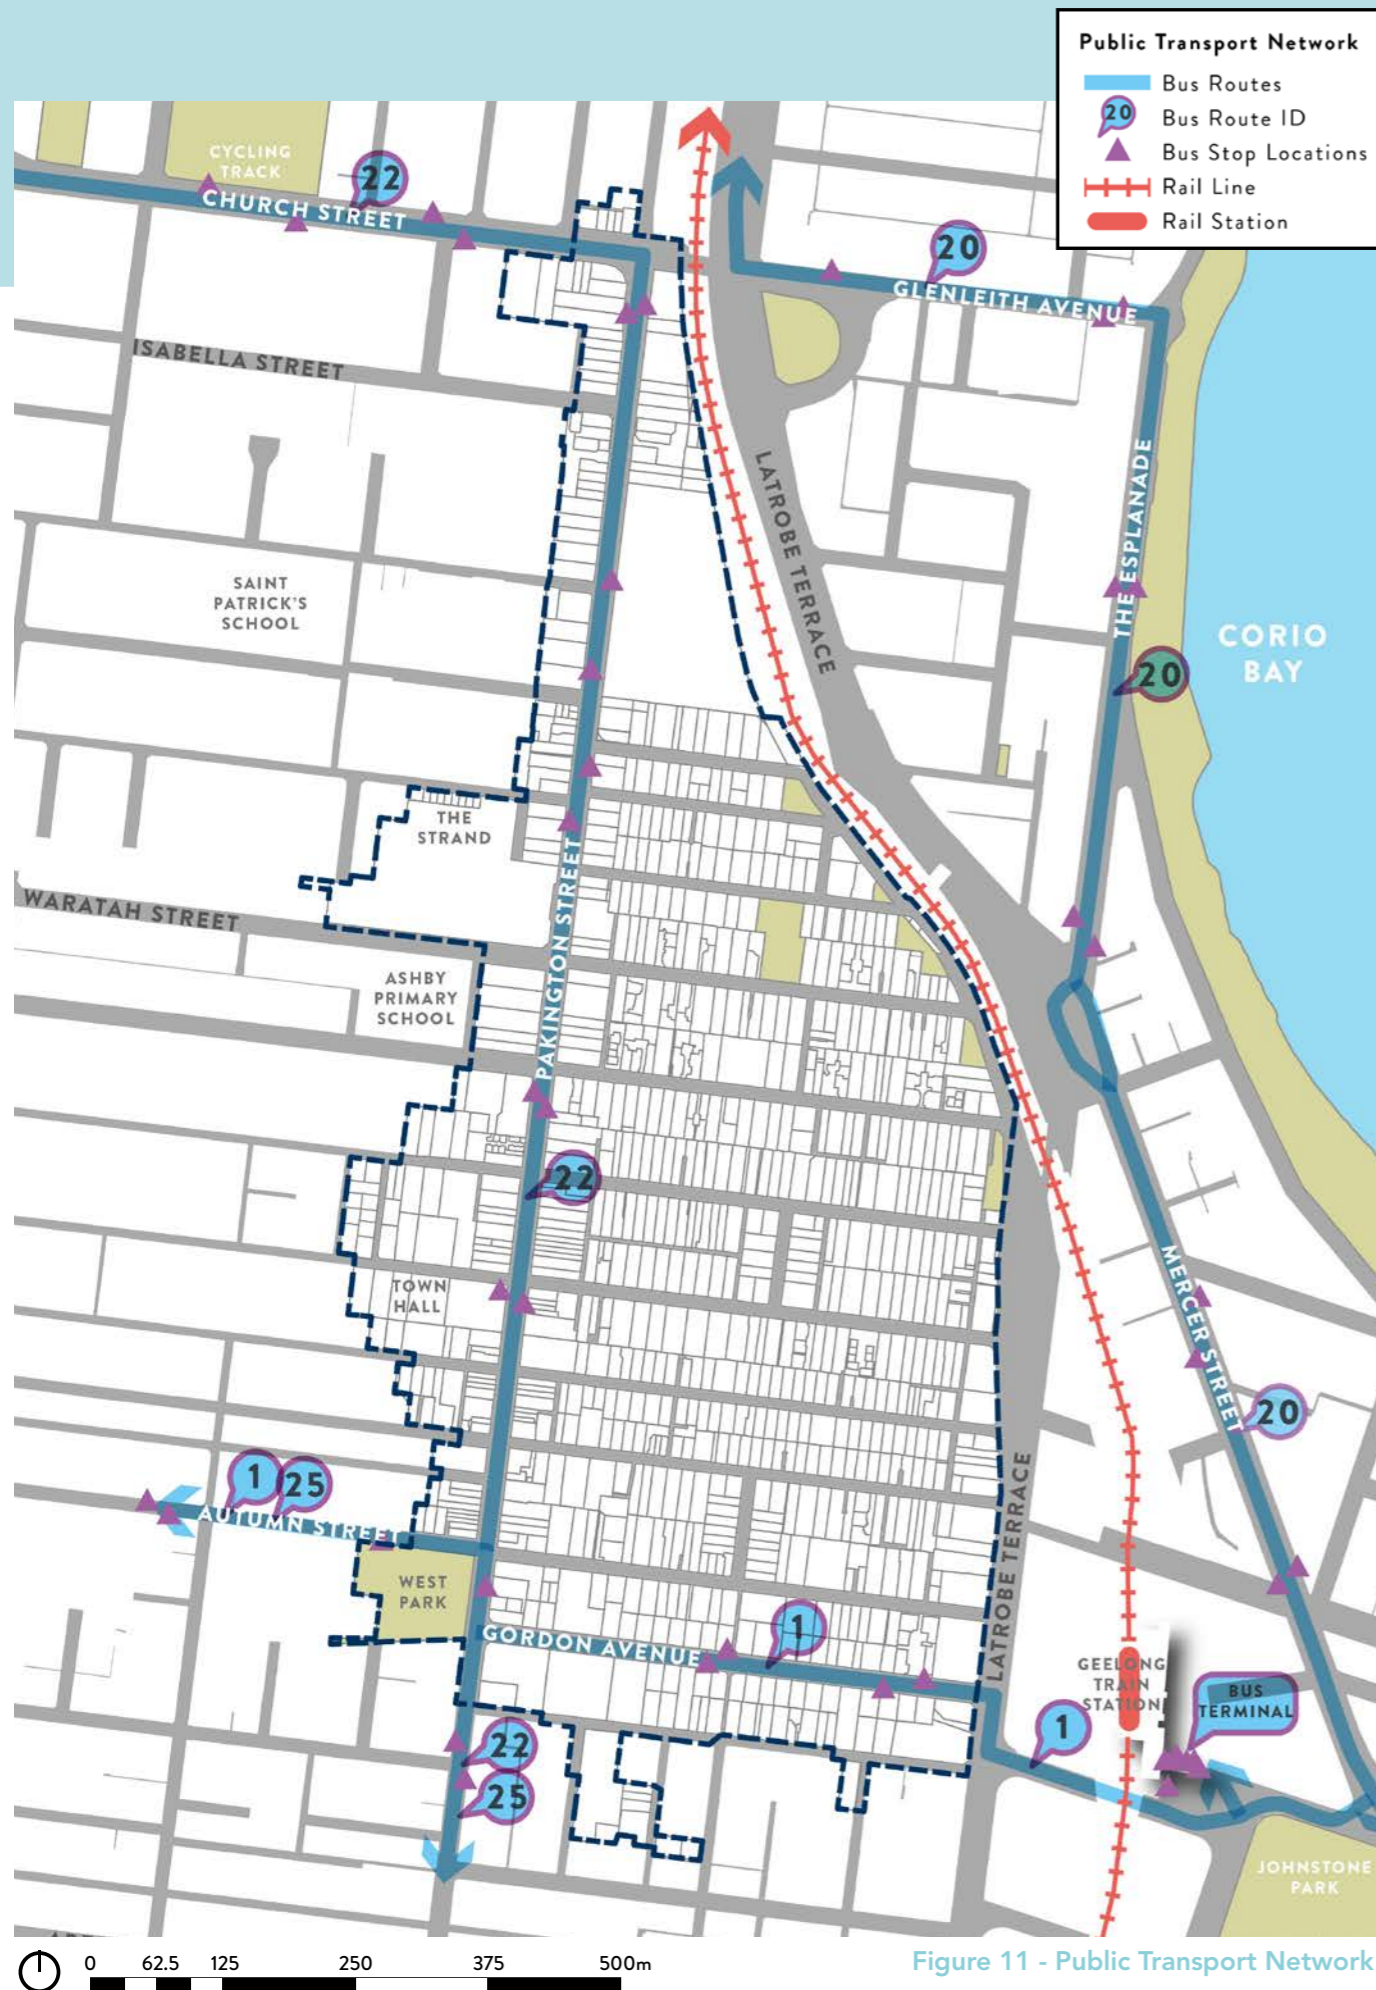 Public Transport Network
Bus Routes
20
Bus Route ID
Bus Stop Locations
Rail Line
Rail Station
CYCLING
TRACK
22
CHURCH STREET
20
GLENLEITH AVENUE
ISABELLA STREET
THE ESPLANADE
LATROBE TERRACE
SAINT
PATRICK'S
SCHOOL
CORIO
BAY
20
THE
STRAND
PAKINGTON STREET
WARATAH STREET
ASHBY
PRIMARY
SCHOOL
22
TOWN
HALL
MERCER STREET
20
1
25
AUTUMN STREET
WEST
PARK
LATROBE TERRACE
1
GORDON AVENUE
GEELONG
TRAIN
STATION
BUS
TERMINAL
1
22
25
JOHNSTONE
PARK
0
62.5
125
250
375
500m
Figure 11 - Public Transport Network